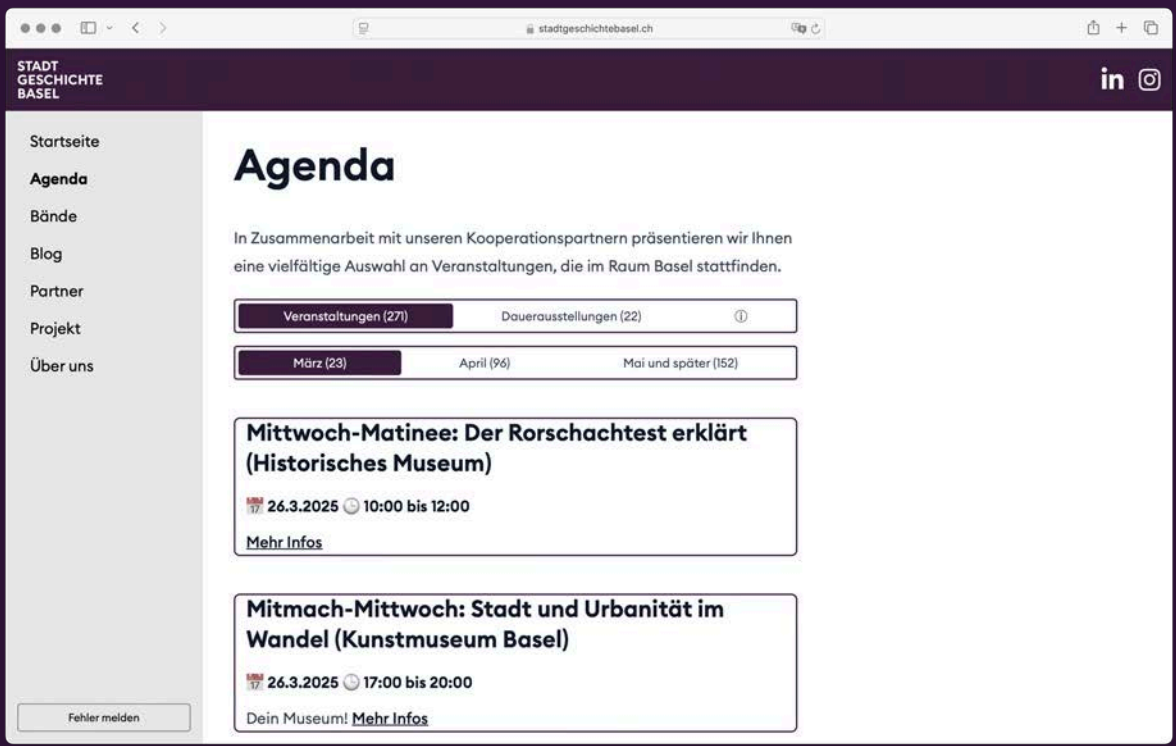 stadtgeschichtebasel.ch
STADT
GESCHICHTE
BASEL
in
Startseite
Agenda
Bände
Blog
Partner
Projekt
Über uns
Fehler melden
Agenda
In Zusammenarbeit mit unseren Kooperationspartnern präsentieren wir Ihnen
eine vielfältige Auswahl an Veranstaltungen, die im Raum Basel stattfinden.
Veranstaltungen (271) Dauerausstellungen (22) ⓘ
März (23) April (96) Mai und später (152)
Mittwoch-Matinee: Der Rorschachtest erklärt
(Historisches Museum)
📅 26.3.2025 🕒 10:00 bis 12:00
Mehr Infos
Mitmach-Mittwoch: Stadt und Urbanität im
Wandel (Kunstmuseum Basel)
📅 26.3.2025 🕒 17:00 bis 20:00
Dein Museum! Mehr Infos